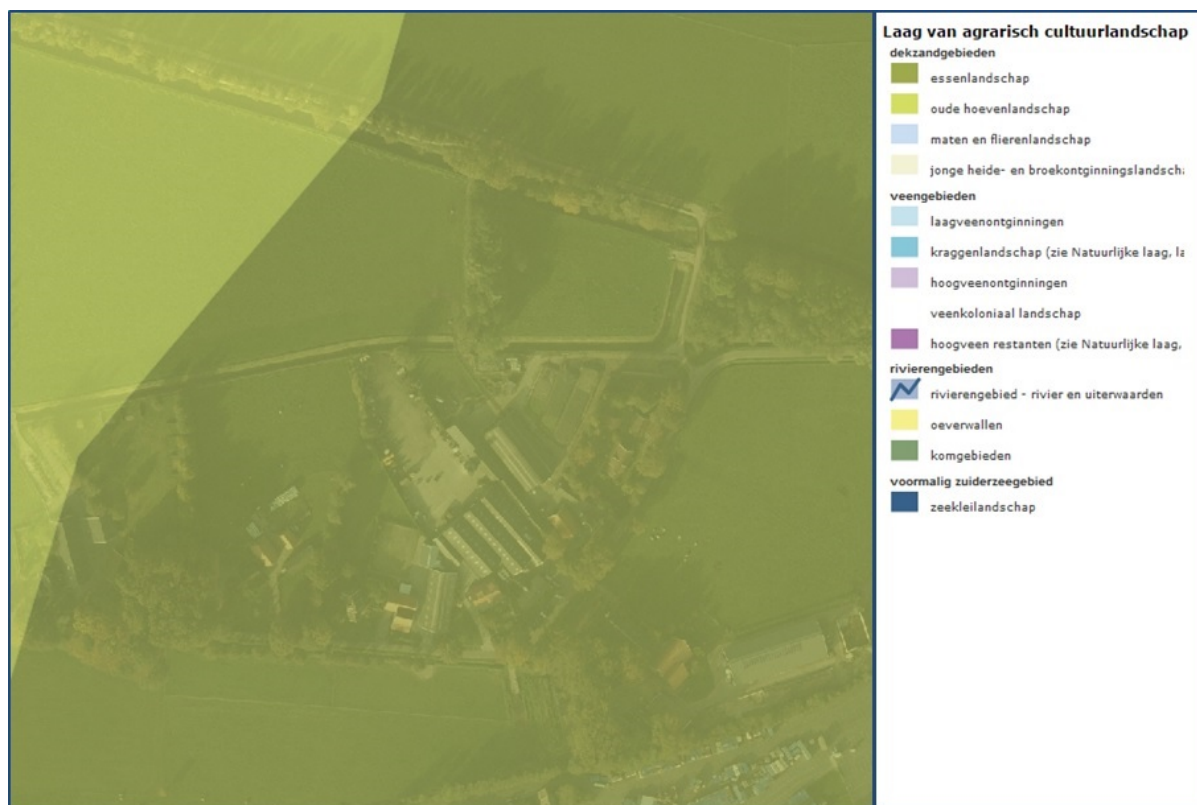 Laag van agrarisch cultuurlandschap
dekzandgebieden
essenlandschap
oude hoevenlandschap
maten en flierenlandschap
jonge heide- en broekontginningslandscha
veengebieden
laagveenontginningen
kraggenlandschap (zie Natuurlijke laag, la
hoogveenontginningen
veenkoloniaal landschap
hoogveen restanten (zie Natuurlijke laag,
rivierengebieden
rivierengebied - rivier en uiterwaarden
oeverwallen
komgebieden
voormalig zuiderzeegebied
zeekleilandschap